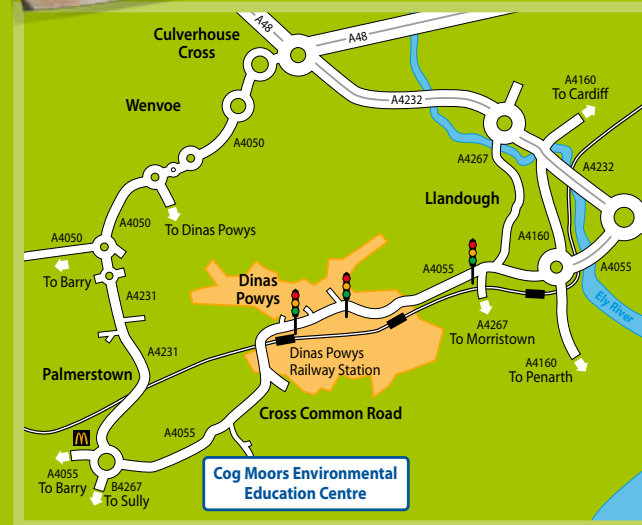 A48
A48
Culverhouse
Cross
A4160
To Cardiff
A4232
Wenvoe
A4050
A4267
A4232
Llandough
A4050
To Dinas Powys
A4050
To Barry
A4160
A4055
A4055
Dinas
Powys
A4231
Ely River
A4267
To Morristown
A4231
Dinas Powys
Railway Station
A4160
To Penarth
Palmerstown
Cross Common Road
A4055
M
A4055
To Barry
B4267
To Sully
Cog Moors Environmental
Education Centre